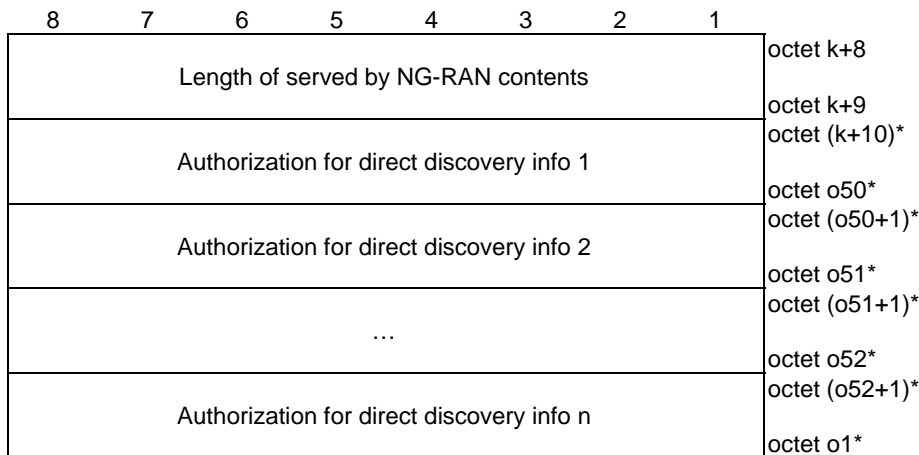 8 7 6 5 4 3 2 1
Length of served by NG-RAN contents
octet k+8
octet k+9
Authorization for direct discovery info 1
octet (k+10)*
octet o50*
Authorization for direct discovery info 2
octet (o50+1)*
octet o51*
…
octet (o51+1)*
octet o52*
Authorization for direct discovery info n
octet (o52+1)*
octet o1*